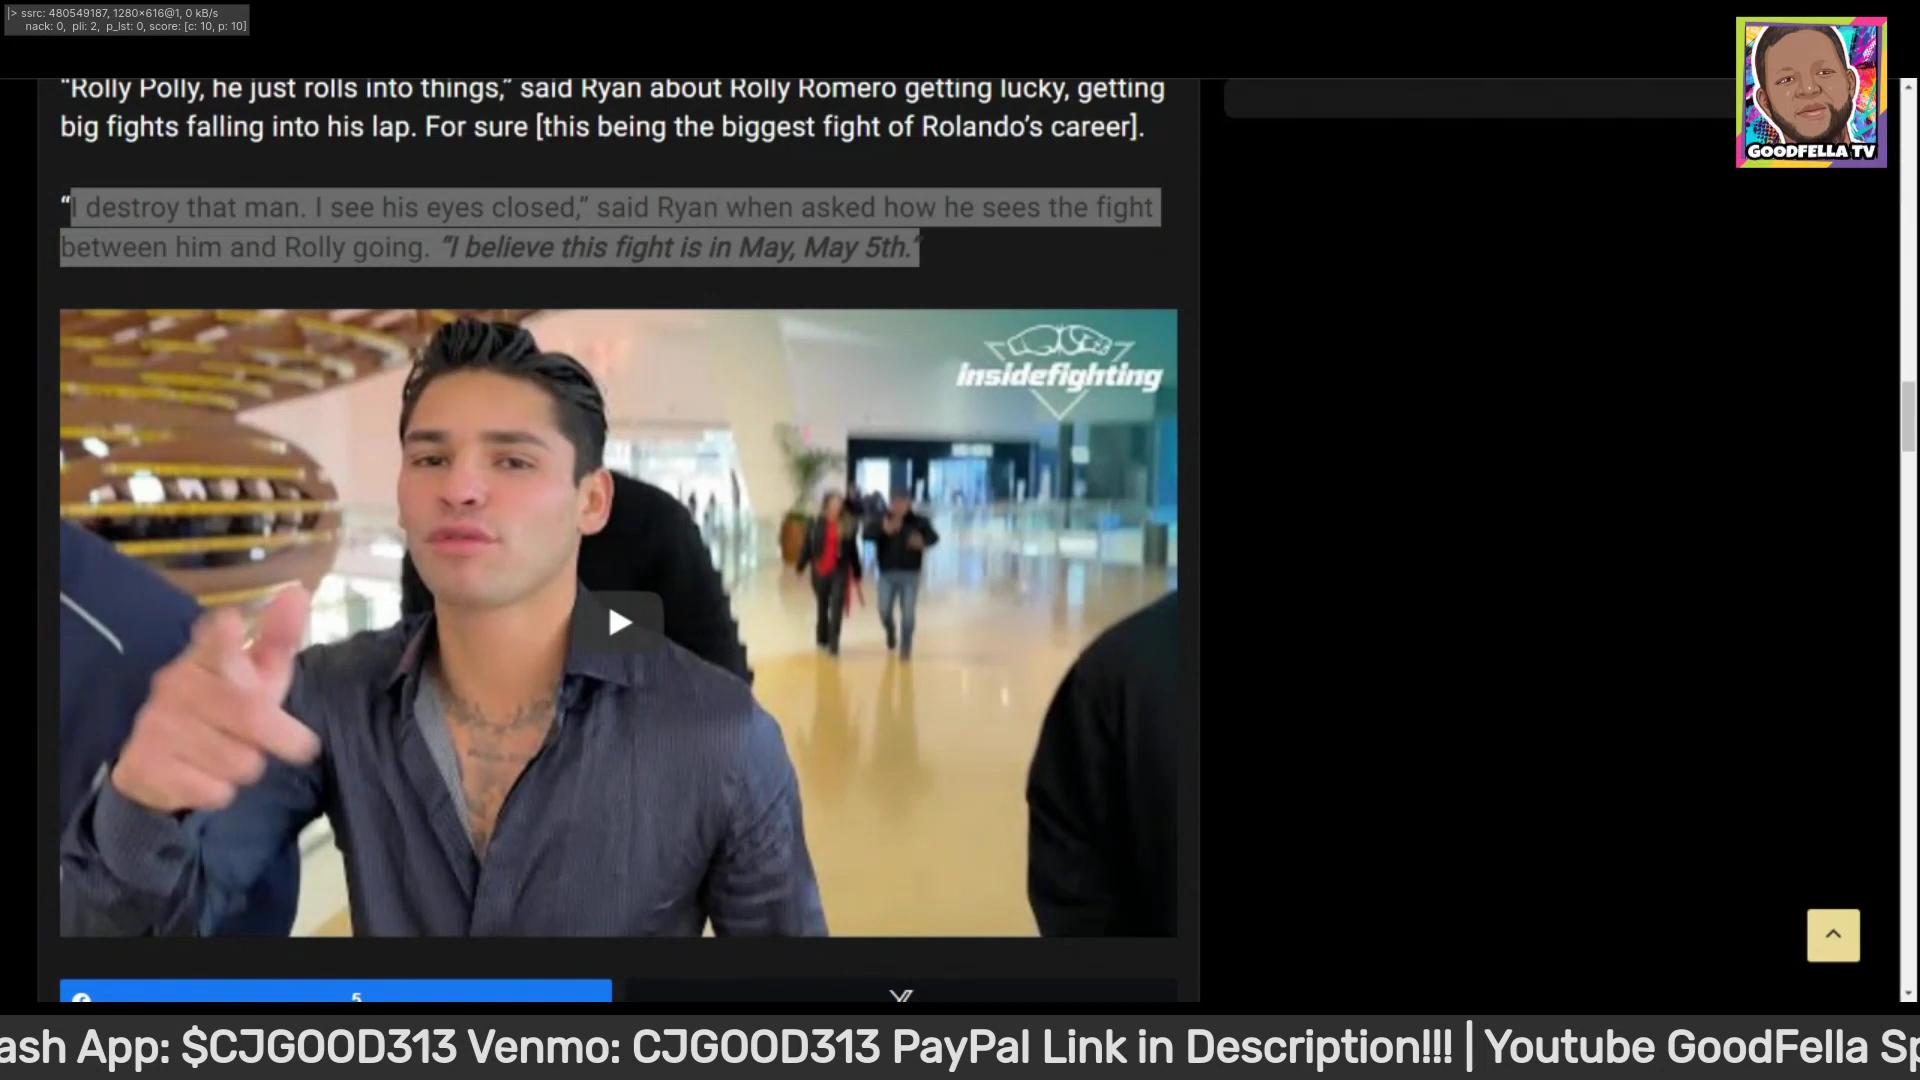 |> ssrc: 480549187, 1280×616@1, 0 kB/s
nack: 0, pli: 2, p_lst: 0, score: [c: 10, p: 10]
GOODFELLA TV
“Rolly Polly, he just rolls into things,” said Ryan about Rolly Romero getting lucky, getting
big fights falling into his lap. For sure [this being the biggest fight of Rolando’s career].
“I destroy that man. I see his eyes closed,” said Ryan when asked how he sees the fight
between him and Rolly going. “I believe this fight is in May, May 5th.”
insidefighting
5
ash App: $CJGOOD313 Venmo: CJGOOD313 PayPal Link in Description!!! | Youtube GoodFella Sp